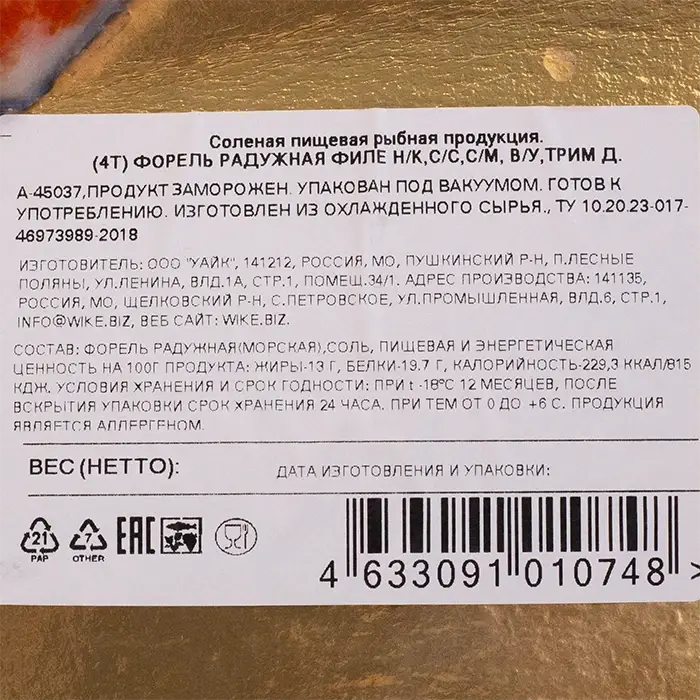 Соленая пищевая рыбная продукция.
(4Т) ФОРЕЛЬ РАДУЖНАЯ ФИЛЕ Н/К,С/С,С/М, В/У,ТРИМ Д.
А-45037,ПРОДУКТ ЗАМОРОЖЕН. УПАКОВАН ПОД ВАКУУМОМ. ГОТОВ К
УПОТРЕБЛЕНИЮ. ИЗГОТОВЛЕН ИЗ ОХЛАЖДЕННОГО СЫРЬЯ., ТУ 10.20.23-017-
46973989-2018
ИЗГОТОВИТЕЛЬ: ООО "УАЙК", 141212, РОССИЯ, МО, ПУШКИНСКИЙ Р-Н, П.ЛЕСНЫЕ
ПОЛЯНЫ, УЛ.ЛЕНИНА, ВЛД.1А, СТР.1, ПОМЕЩ.34/1. АДРЕС ПРОИЗВОДСТВА: 141135,
РОССИЯ, МО, ЩЕЛКОВСКИЙ Р-Н, С.ПЕТРОВСКОЕ, УЛ.ПРОМЫШЛЕННАЯ, ВЛД.6, СТР.1,
INFO@WIKE.BIZ, ВЕБ САЙТ: WIKE.BIZ.
СОСТАВ: ФОРЕЛЬ РАДУЖНАЯ(МОРСКАЯ),СОЛЬ, ПИЩЕВАЯ И ЭНЕРГЕТИЧЕСКАЯ
ЦЕННОСТЬ НА 100Г ПРОДУКТА: ЖИРЫ-13 Г, БЕЛКИ-19.7 Г, КАЛОРИЙНОСТЬ-229,3 ККАЛ/815
КДЖ. УСЛОВИЯ ХРАНЕНИЯ И СРОК ГОДНОСТИ: ПРИ t -18°С 12 МЕСЯЦЕВ, ПОСЛЕ
ВСКРЫТИЯ УПАКОВКИ СРОК ХРАНЕНИЯ 24 ЧАСА. ПРИ ТЕМ ОТ 0 ДО +6 С. ПРОДУКЦИЯ
ЯВЛЯЕТСЯ АЛЛЕРГЕНОМ.
ВЕС (НЕТТО): ДАТА ИЗГОТОВЛЕНИЯ И УПАКОВКИ:
21 7 EAC
PAP OTHER
4 633091 010748 >